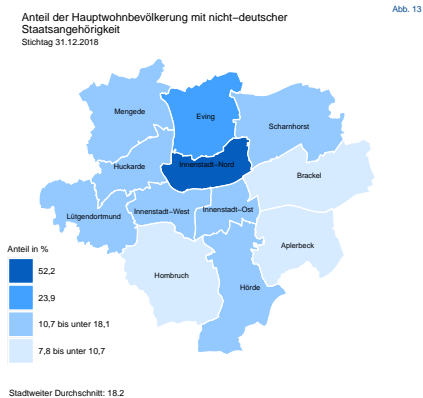 Abb. 13
Anteil der Hauptwohnbevölkerung mit nicht−deutscher
Staatsangehörigkeit
Stichtag 31.12.2018
Mengede
Eving
Scharnhorst
Huckarde
Innenstadt−Nord
Brackel
Lütgendortmund
Innenstadt−West
Innenstadt−Ost
Aplerbeck
Hombruch
Hörde
Anteil in %
52,2
23,9
10,7 bis unter 18,1
7,8 bis unter 10,7
Stadtweiter Durchschnitt: 18.2